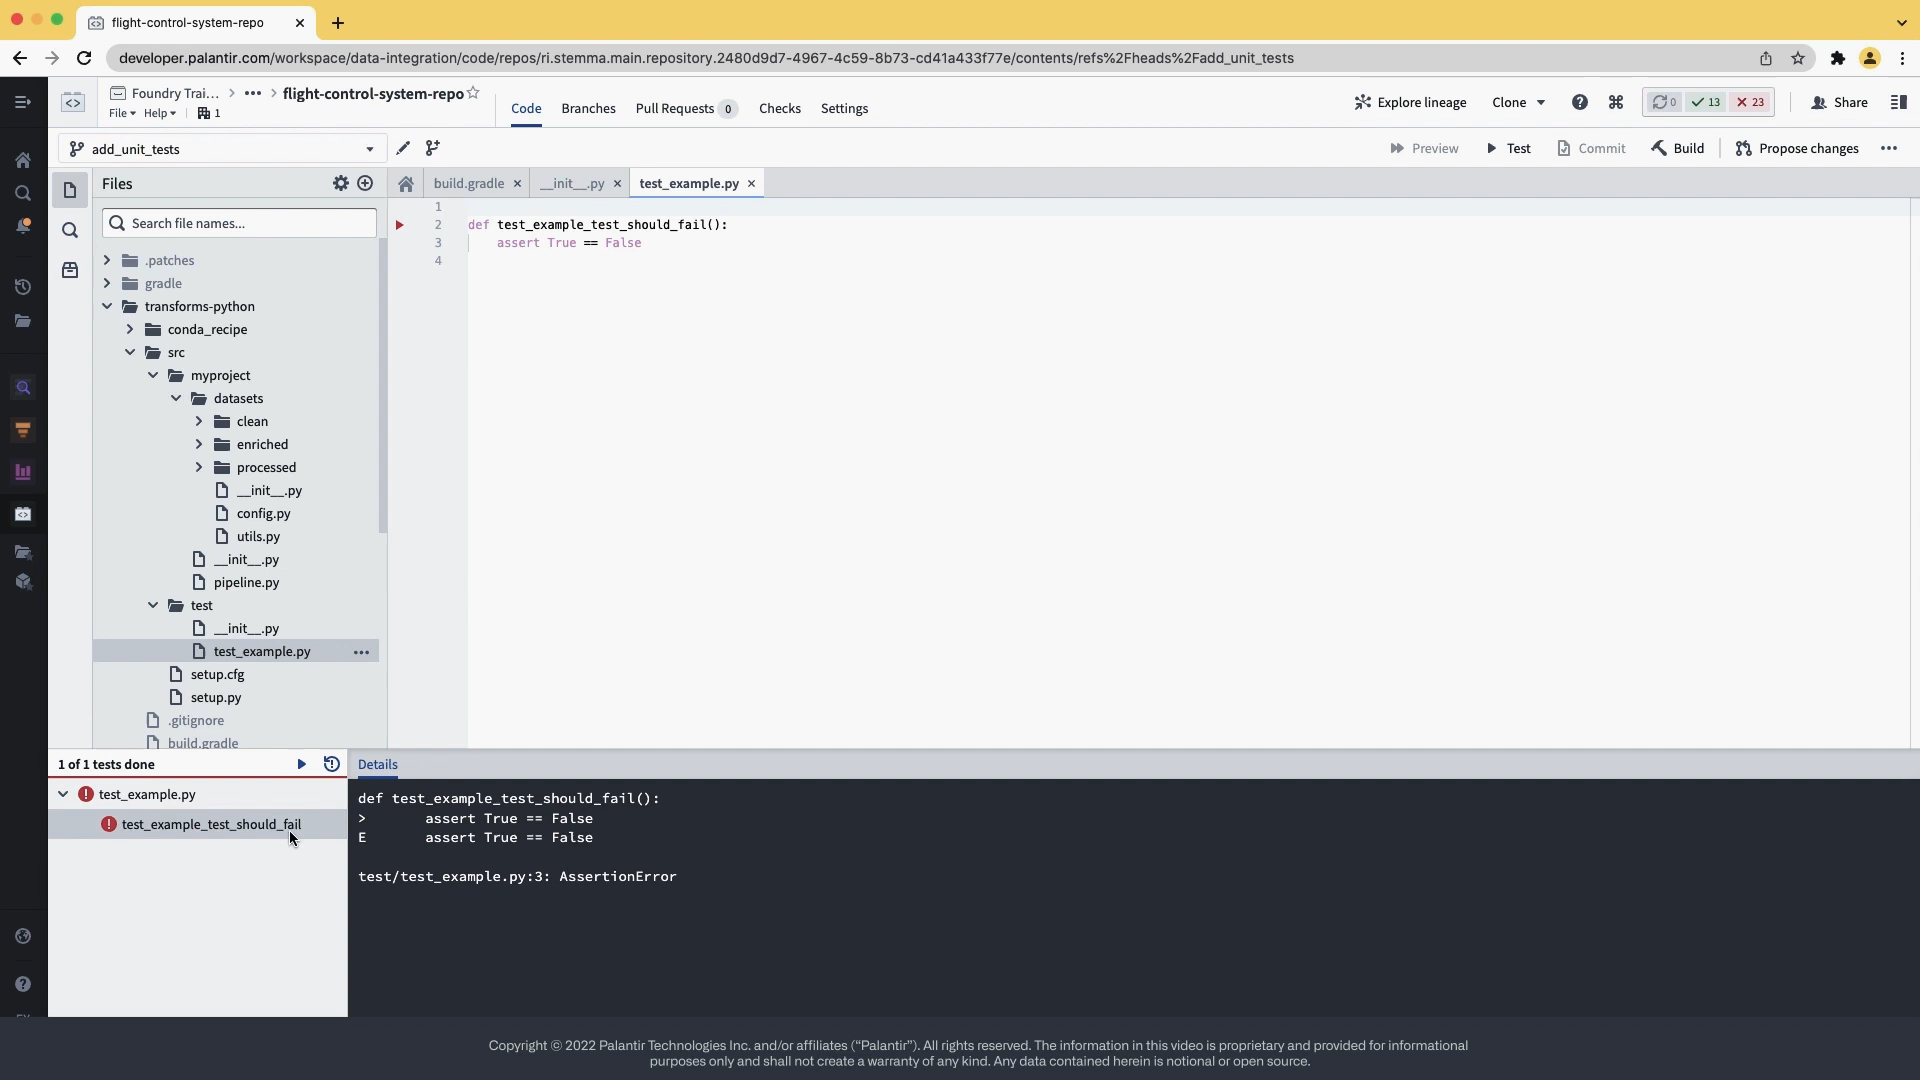 flight-control-system-repo
developer.palantir.com/workspace/data-integration/code/repos/ri.stemma.main.repository.2480d9d7-4967-4c59-8b73-cd41a433f77e/contents/refs%2Fheads%2Fadd_unit_tests
Foundry Trai... flight-control-system-repo
File Help 1
Code Branches Pull Requests 0 Checks Settings
Explore lineage Clone 0 13 23 Share
add_unit_tests
Preview Test Commit Build Propose changes
Files
build.gradle __init__.py test_example.py
Search file names...
.patches
gradle
transforms-python
conda_recipe
src
myproject
datasets
clean
enriched
processed
__init__.py
config.py
utils.py
__init__.py
pipeline.py
test
__init__.py
test_example.py
setup.cfg
setup.py
.gitignore
build.gradle
1
2 def test_example_test_should_fail():
3 assert True == False
4
1 of 1 tests done
test_example.py
test_example_test_should_fail
Details
def test_example_test_should_fail():
> assert True == False
E assert True == False
test/test_example.py:3: AssertionError
Copyright © 2022 Palantir Technologies Inc. and/or affiliates (“Palantir”). All rights reserved. The information in this video is proprietary and provided for informational
purposes only and shall not create a warranty of any kind. Any data contained herein is notional or open source.